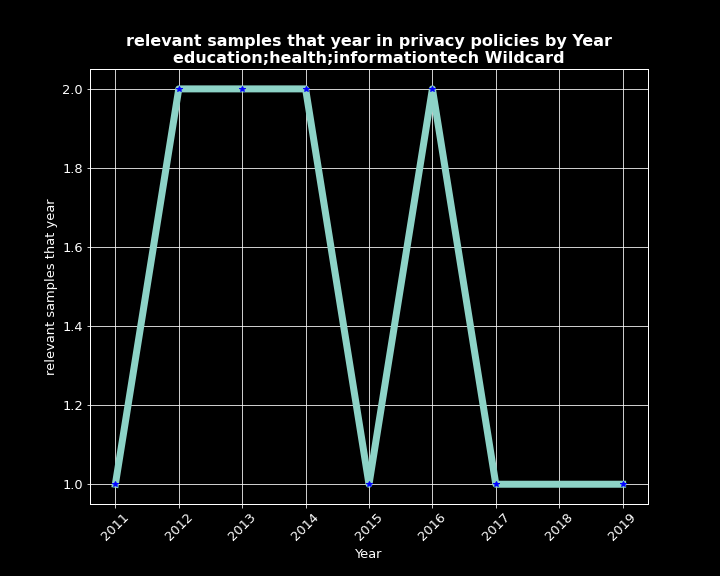 relevant samples that year in privacy policies by Year
education;health;informationtech Wildcard
relevant samples that year
2.0
1.8
1.6
1.4
1.2
1.0
2011 2012 2013 2014 2015 2016 2017 2018 2019
Year